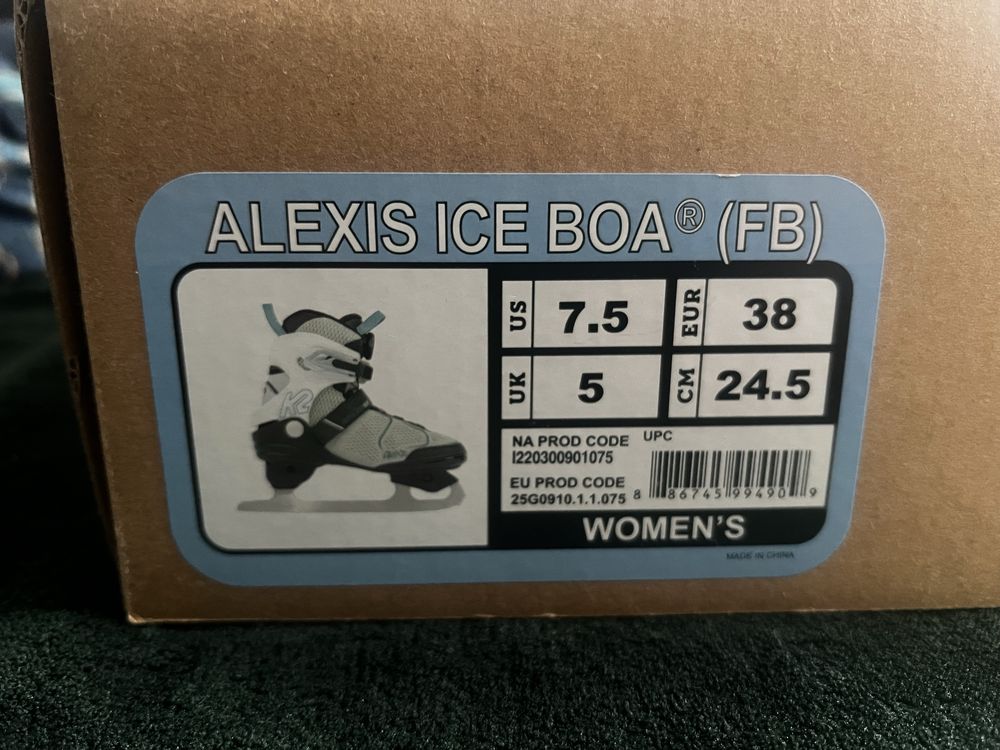 ALEXIS ICE BOA® (FB)
US 7.5 EUR 38
UK 5 CM 24.5
K2
NA PROD CODE UPC
I220300901075
EU PROD CODE
25G0910.1.1.075 8 86745 99490 9
WOMEN'S
MADE IN CHINA